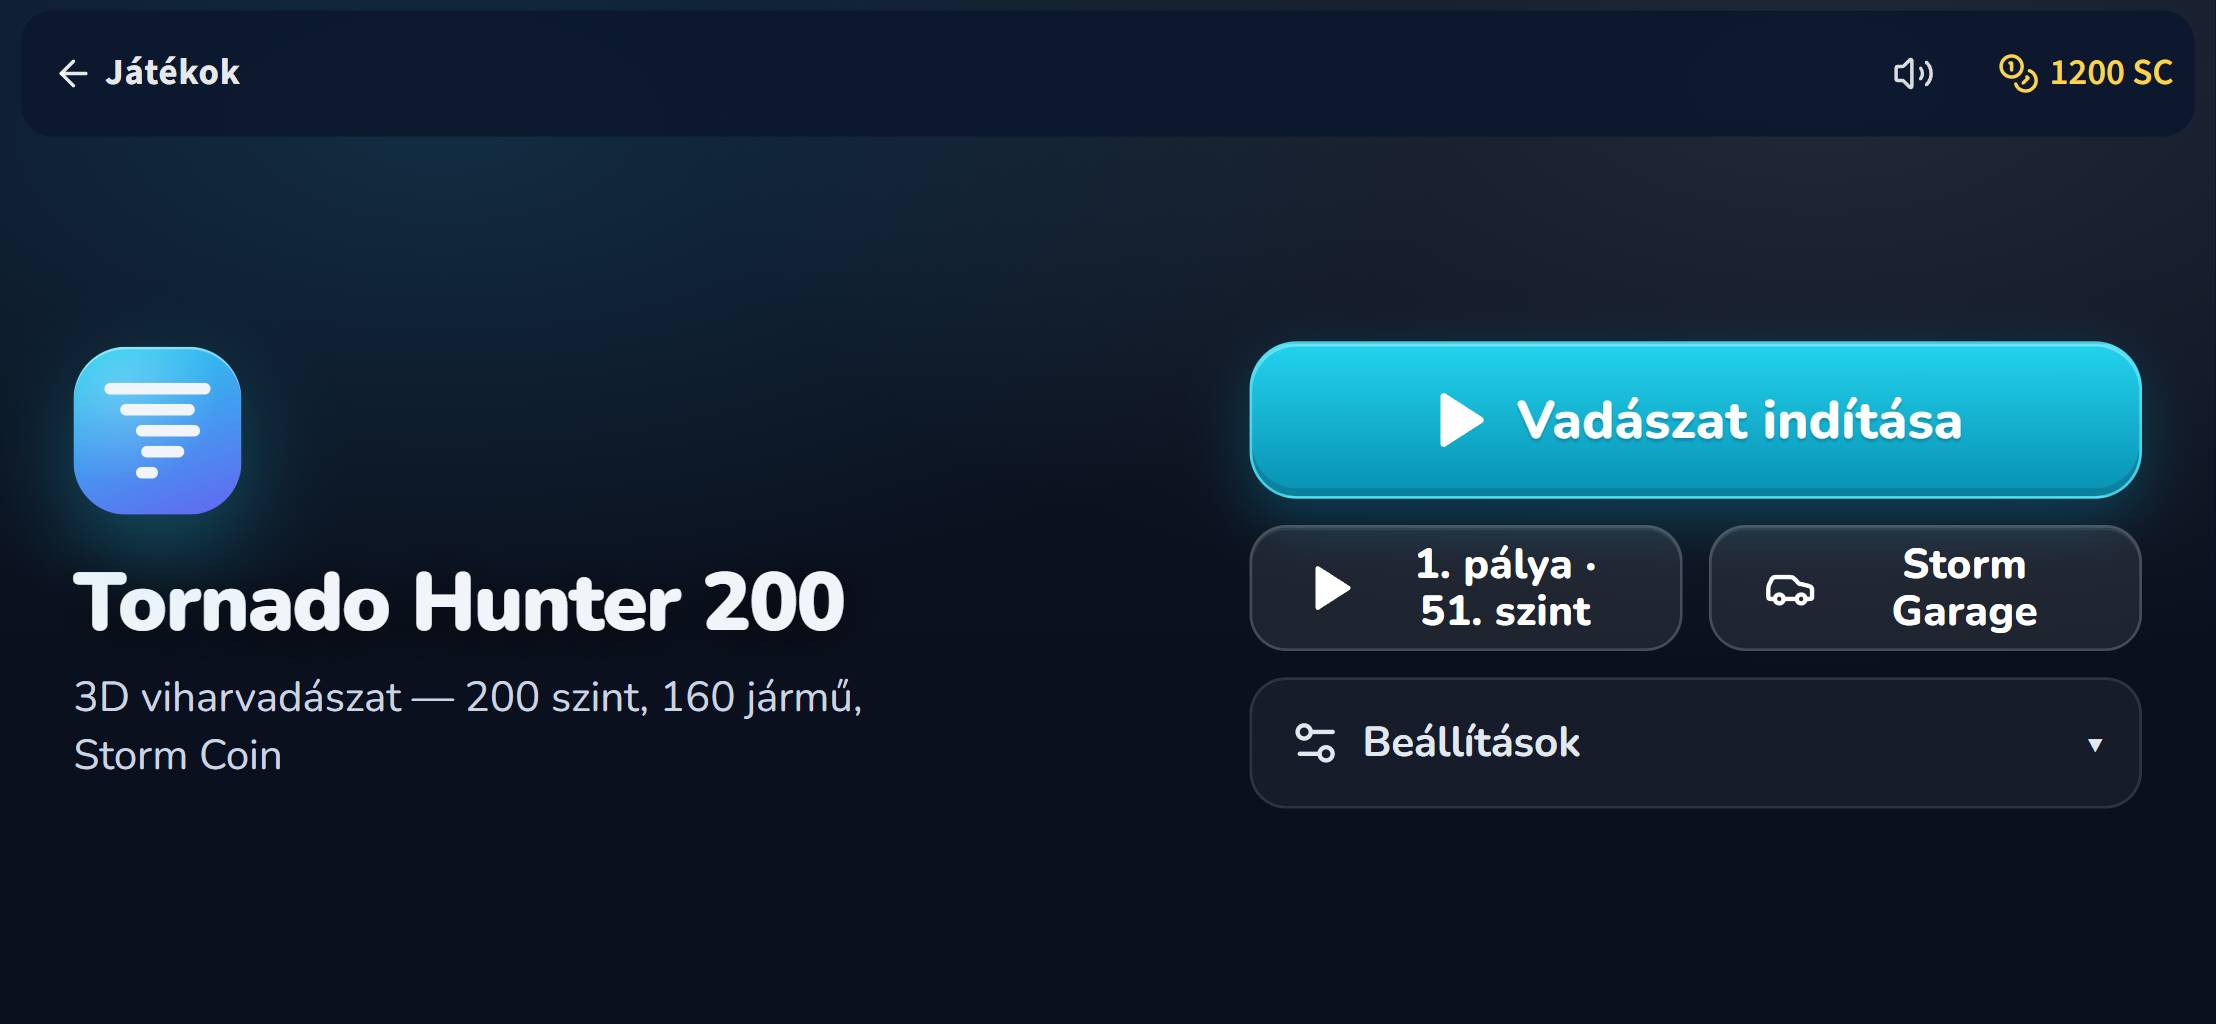 Játékok
1200 SC
Tornado Hunter 200
3D viharvadászat — 200 szint, 160 jármű,
Storm Coin
Vadászat indítása
1. pálya ·
51. szint
Storm
Garage
Beállítások